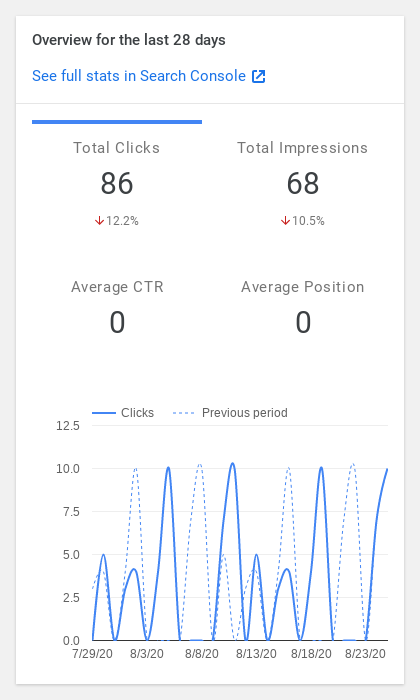 Overview for the last 28 days
See full stats in Search Console
Total Clicks
Total Impressions
86
68
12.2%
10.5%
Average CTR
Average Position
0
0
Clicks
Previous period
12.5
10.0
7.5
5.0
2.5
0.0
7/29/20
8/3/20
8/8/20
8/13/20
8/18/20
8/23/20